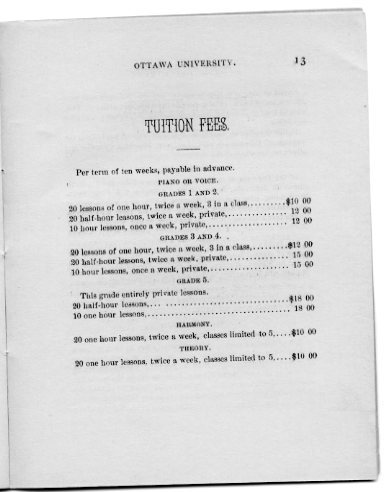 OTTAWA UNIVERSITY. 13
TUITION FEES.
Per term of ten weeks, payable in advance.
PIANO OR VOICE.
GRADES 1 AND 2.
20 lessons of one hour, twice a week, 3 in a class,........$10 00
20 half-hour lessons, twice a week, private,............... 12 00
10 hour lessons, once a week, private,.................... 12 00
GRADES 3 AND 4.
20 lessons of one hour, twice a week, 3 in a class,........$12 00
20 half-hour lessons, twice a week, private,............... 15 00
10 hour lessons, once a week, private,.................... 15 00
GRADE 5.
This grade entirely private lessons.
20 half-hour lessons,... ..............................$18 00
10 one hour lessons,................................... 18 00
HARMONY.
20 one hour lessons, twice a week, classes limited to 5,....$10 00
THEORY.
20 one hour lessons, twice a week, classes limited to 5,....$10 00